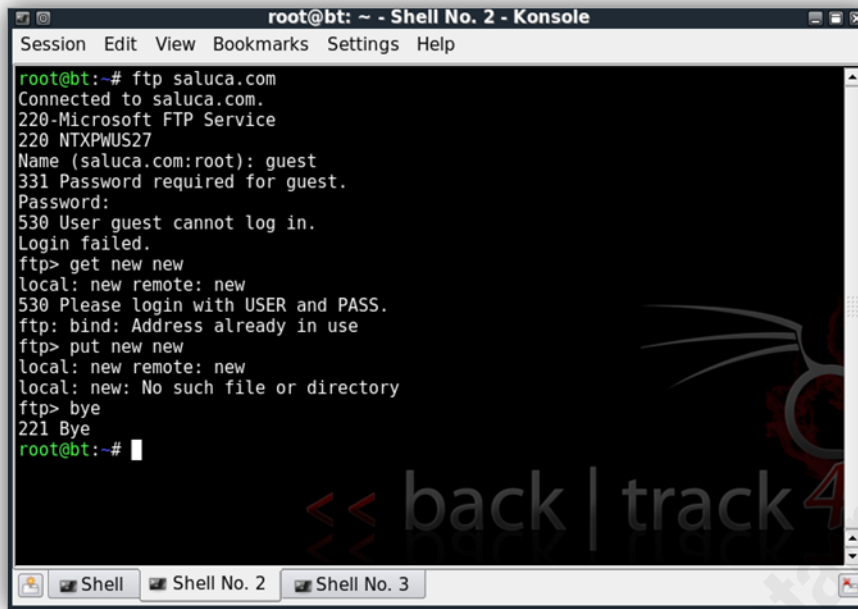 root@bt: ~ - Shell No. 2 - Konsole
Session Edit View Bookmarks Settings Help
root@bt:~# ftp saluca.com
Connected to saluca.com.
220-Microsoft FTP Service
220 NTXPWUS27
Name (saluca.com:root): guest
331 Password required for guest.
Password:
530 User guest cannot log in.
Login failed.
ftp> get new new
local: new remote: new
530 Please login with USER and PASS.
ftp: bind: Address already in use
ftp> put new new
local: new remote: new
local: new: No such file or directory
ftp> bye
221 Bye
root@bt:~#
<< back | track 4
Shell Shell No. 2 Shell No. 3